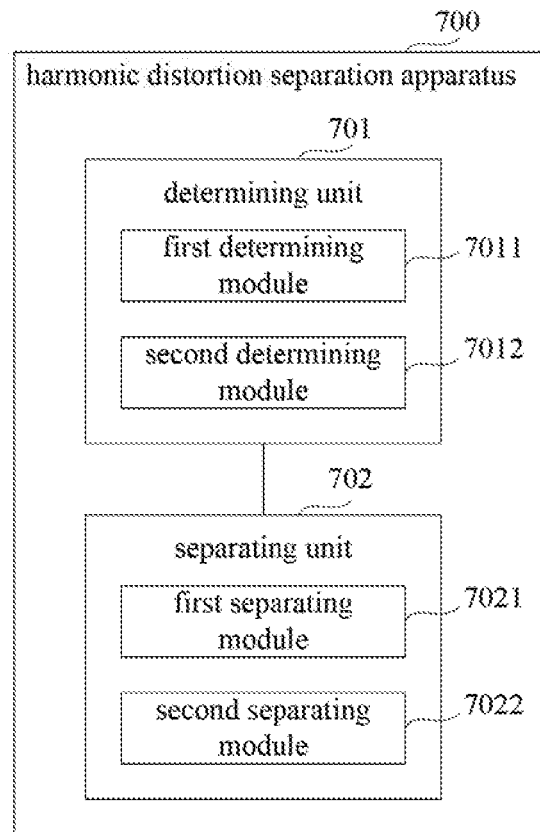 700
harmonic distortion separation apparatus
701
determining unit
first determining
module
7011
second determining
module
7012
702
separating unit
first separating
module
7021
second separating
module
7022